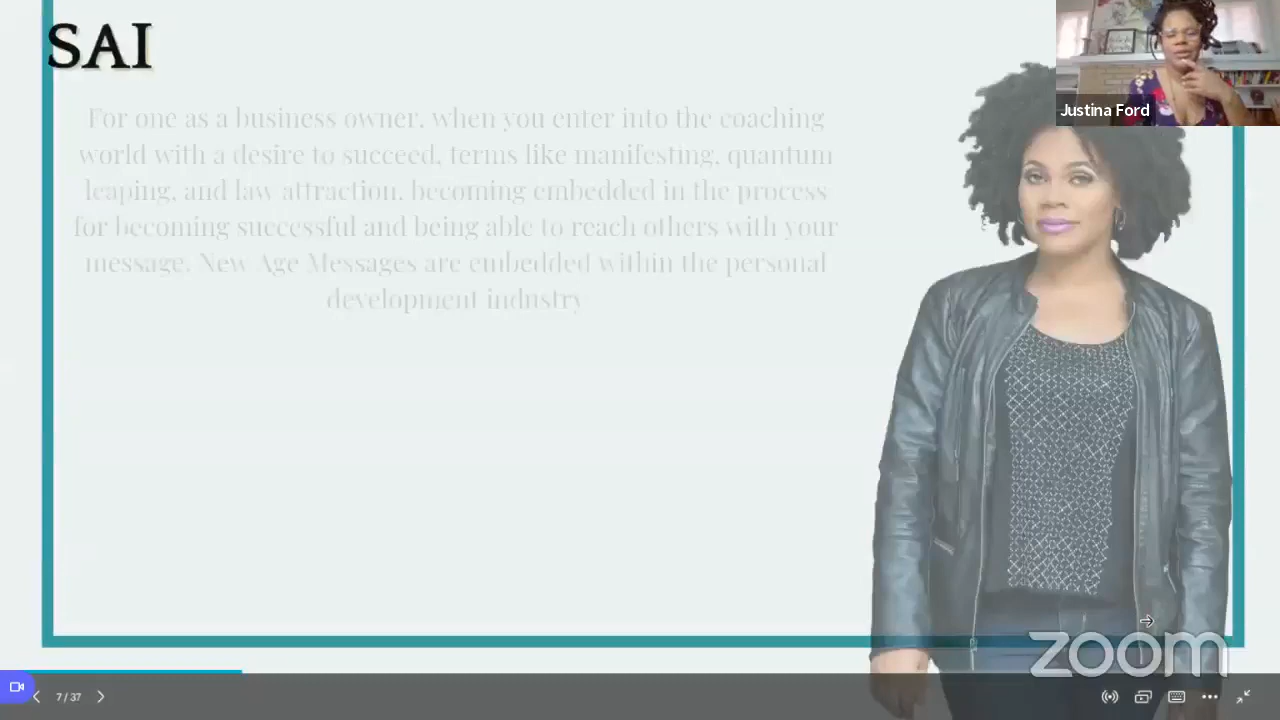 SAI
Justina Ford
For one as a business owner, when you enter into the coaching
world with a desire to succeed, terms like manifesting, quantum
leaping, and law attraction, becoming embedded in the process
for becoming successful and being able to reach others with your
message. New Age Messages are embedded within the personal
development industry
zoom
7 / 37